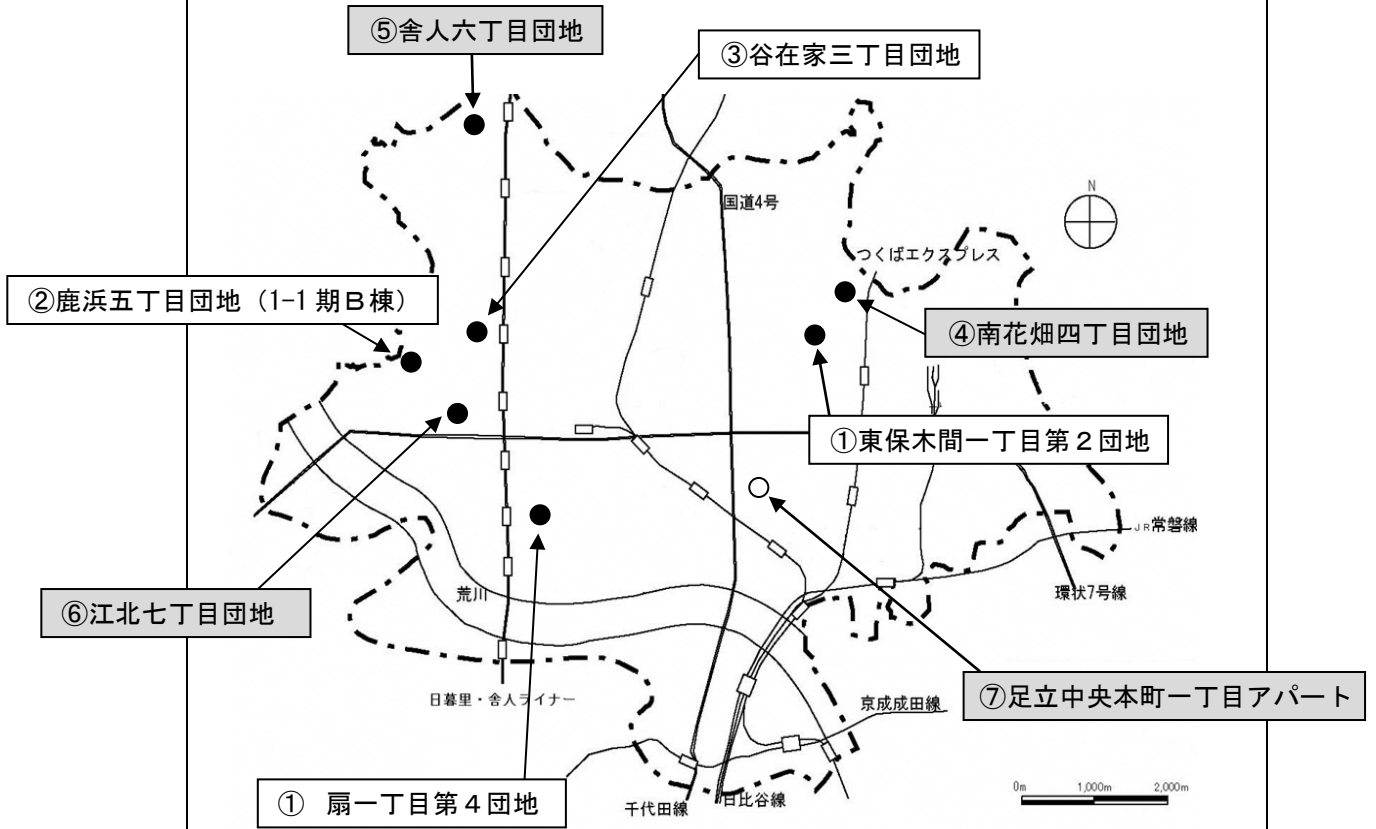 ⑤舎人六丁目団地
③谷在家三丁目団地
N
国道4号
つくばエクスプレス
②鹿浜五丁目団地（1-1期B棟）
④南花畑四丁目団地
①東保木間一丁目第2団地
JR常磐線
環状7号線
荒川
⑥江北七丁目団地
日暮里・舎人ライナー
京成成田線
⑦足立中央本町一丁目アパート
① 扇一丁目第4団地
千代田線
日比谷線
0m 1,000m 2,000m